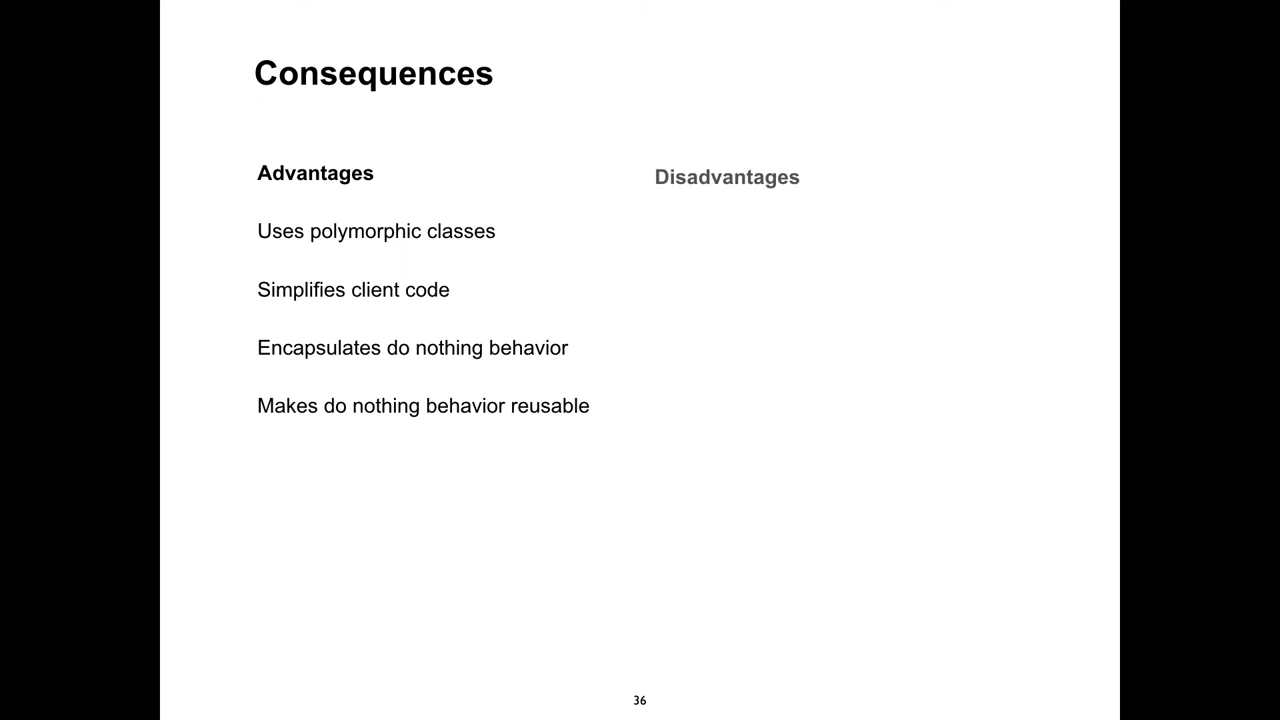 Consequences
Advantages
Disadvantages
Uses polymorphic classes
Simplifies client code
Encapsulates do nothing behavior
Makes do nothing behavior reusable
36